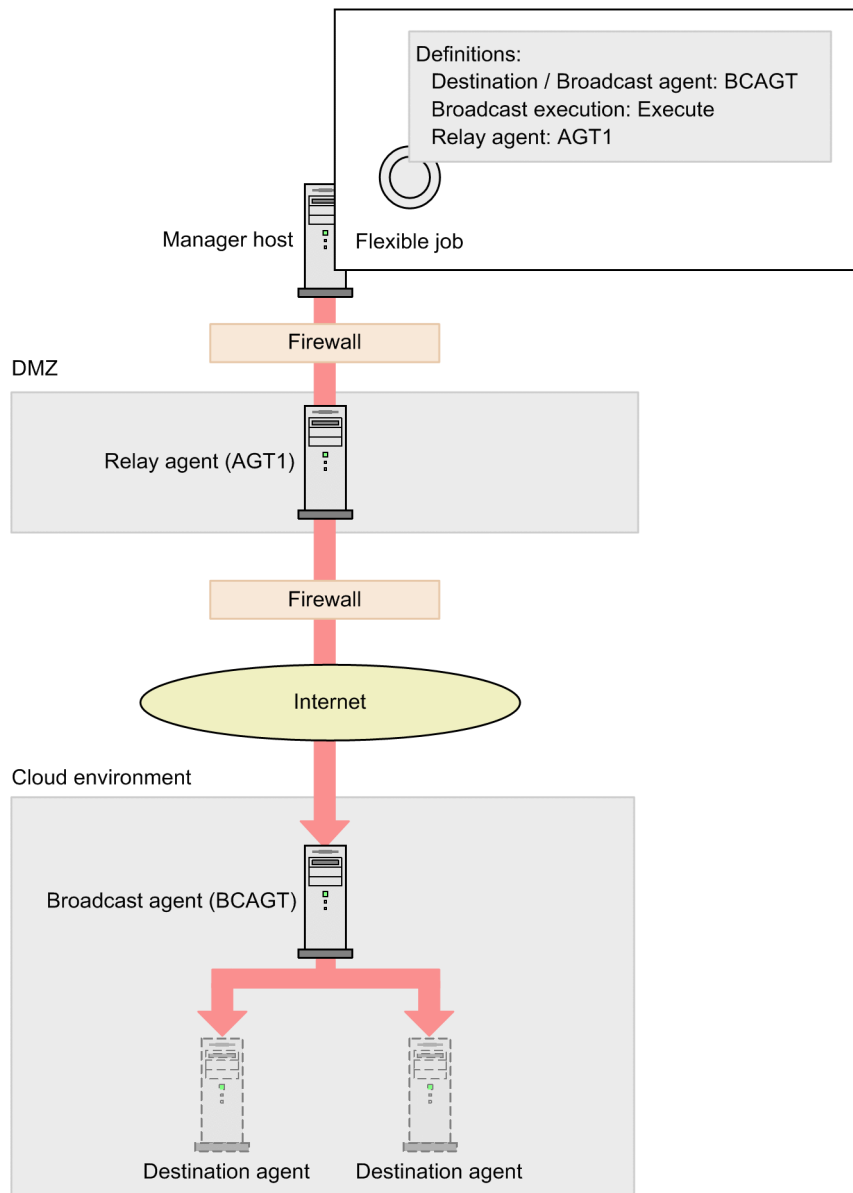 Definitions:
Destination / Broadcast agent: BCAGT
Broadcast execution: Execute
Relay agent: AGT1
Manager host
Flexible job
Firewall
DMZ
Relay agent (AGT1)
Firewall
Internet
Cloud environment
Broadcast agent (BCAGT)
Destination agent
Destination agent